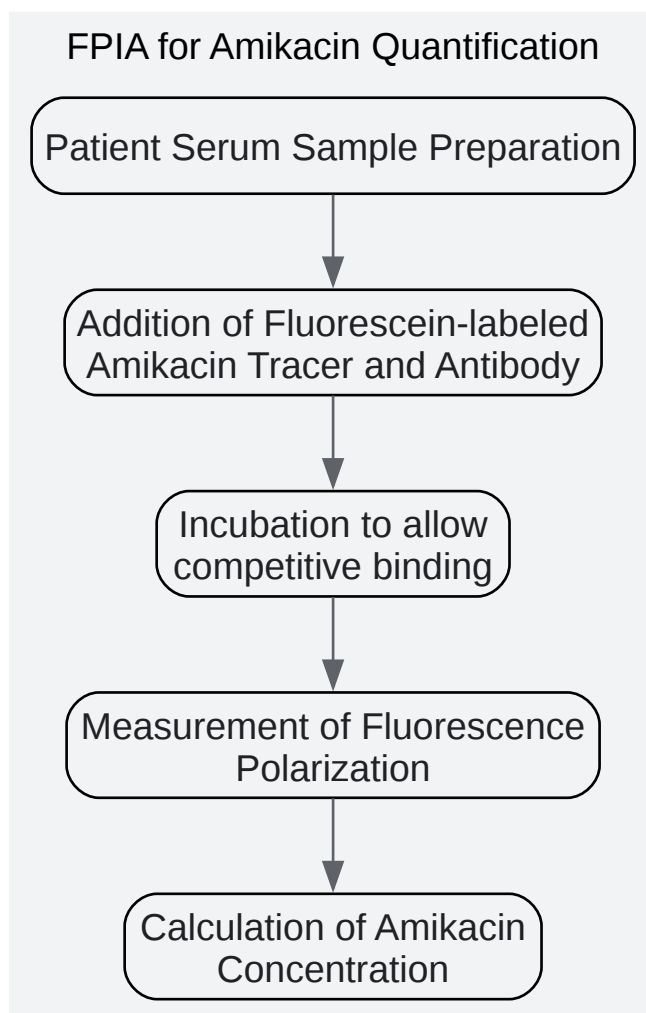 FPIA for Amikacin Quantification
Patient Serum Sample Preparation
Addition of Fluorescein-labeled
Amikacin Tracer and Antibody
Incubation to allow
competitive binding
Measurement of Fluorescence
Polarization
Calculation of Amikacin
Concentration